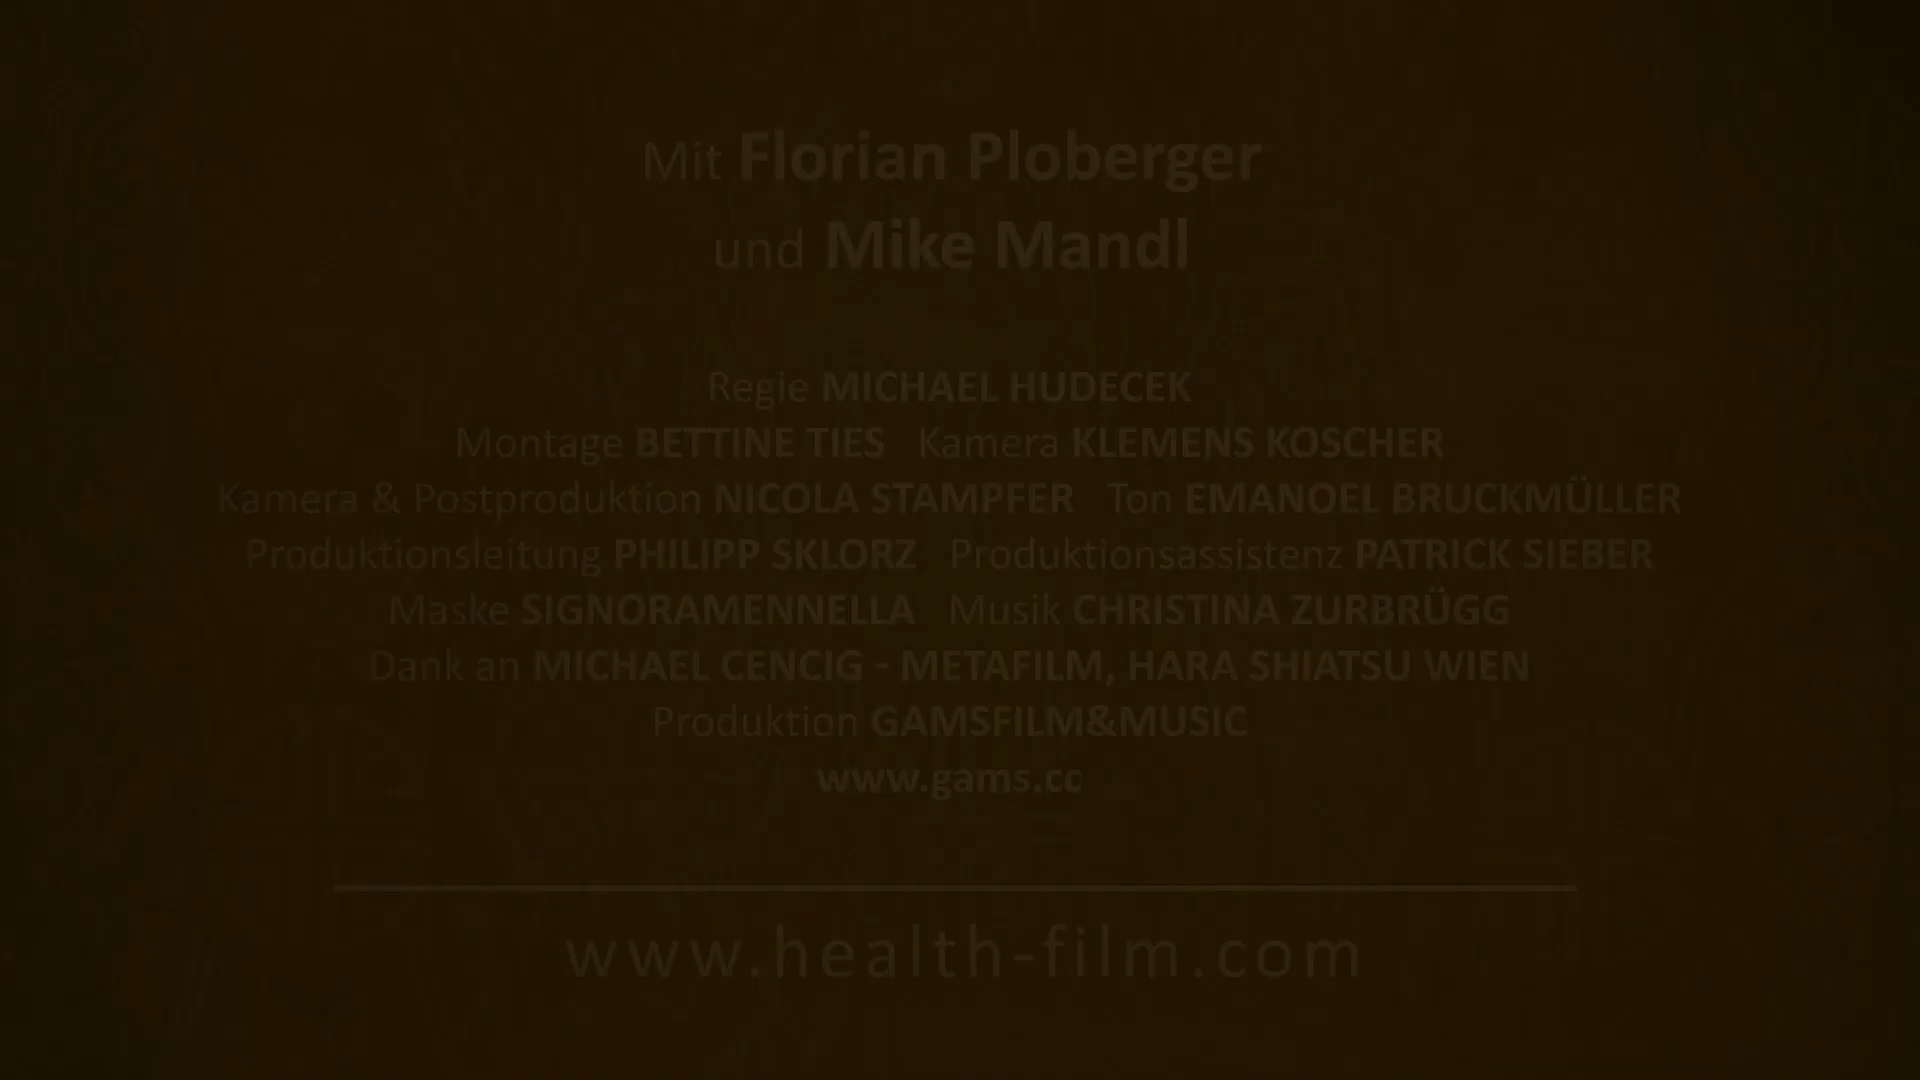 Mit Florian Ploberger
und Mike Mandl
Regie MICHAEL HUDECEK
Montage BETTINE TIES Kamera KLEMENS KOSCHER
Kamera & Postproduktion NICOLA STAMPFER Ton EMANOEL BRUCKMÜLLER
Produktionsleitung PHILIPP SKLORZ Produktionsassistenz PATRICK SIEBER
Maske SIGNORAMENNELLA Musik CHRISTINA ZURBRÜGG
Dank an MICHAEL CENCIG - METAFILM, HARA SHIATSU WIEN
Produktion GAMSFILM&MUSIC
www.gams.cc
www.health-film.com